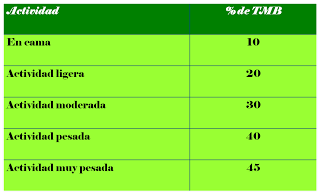 Actividad % de TMB
En cama 10
Actividad ligera 20
Actividad moderada 30
Actividad pesada 40
Actividad muy pesada 45